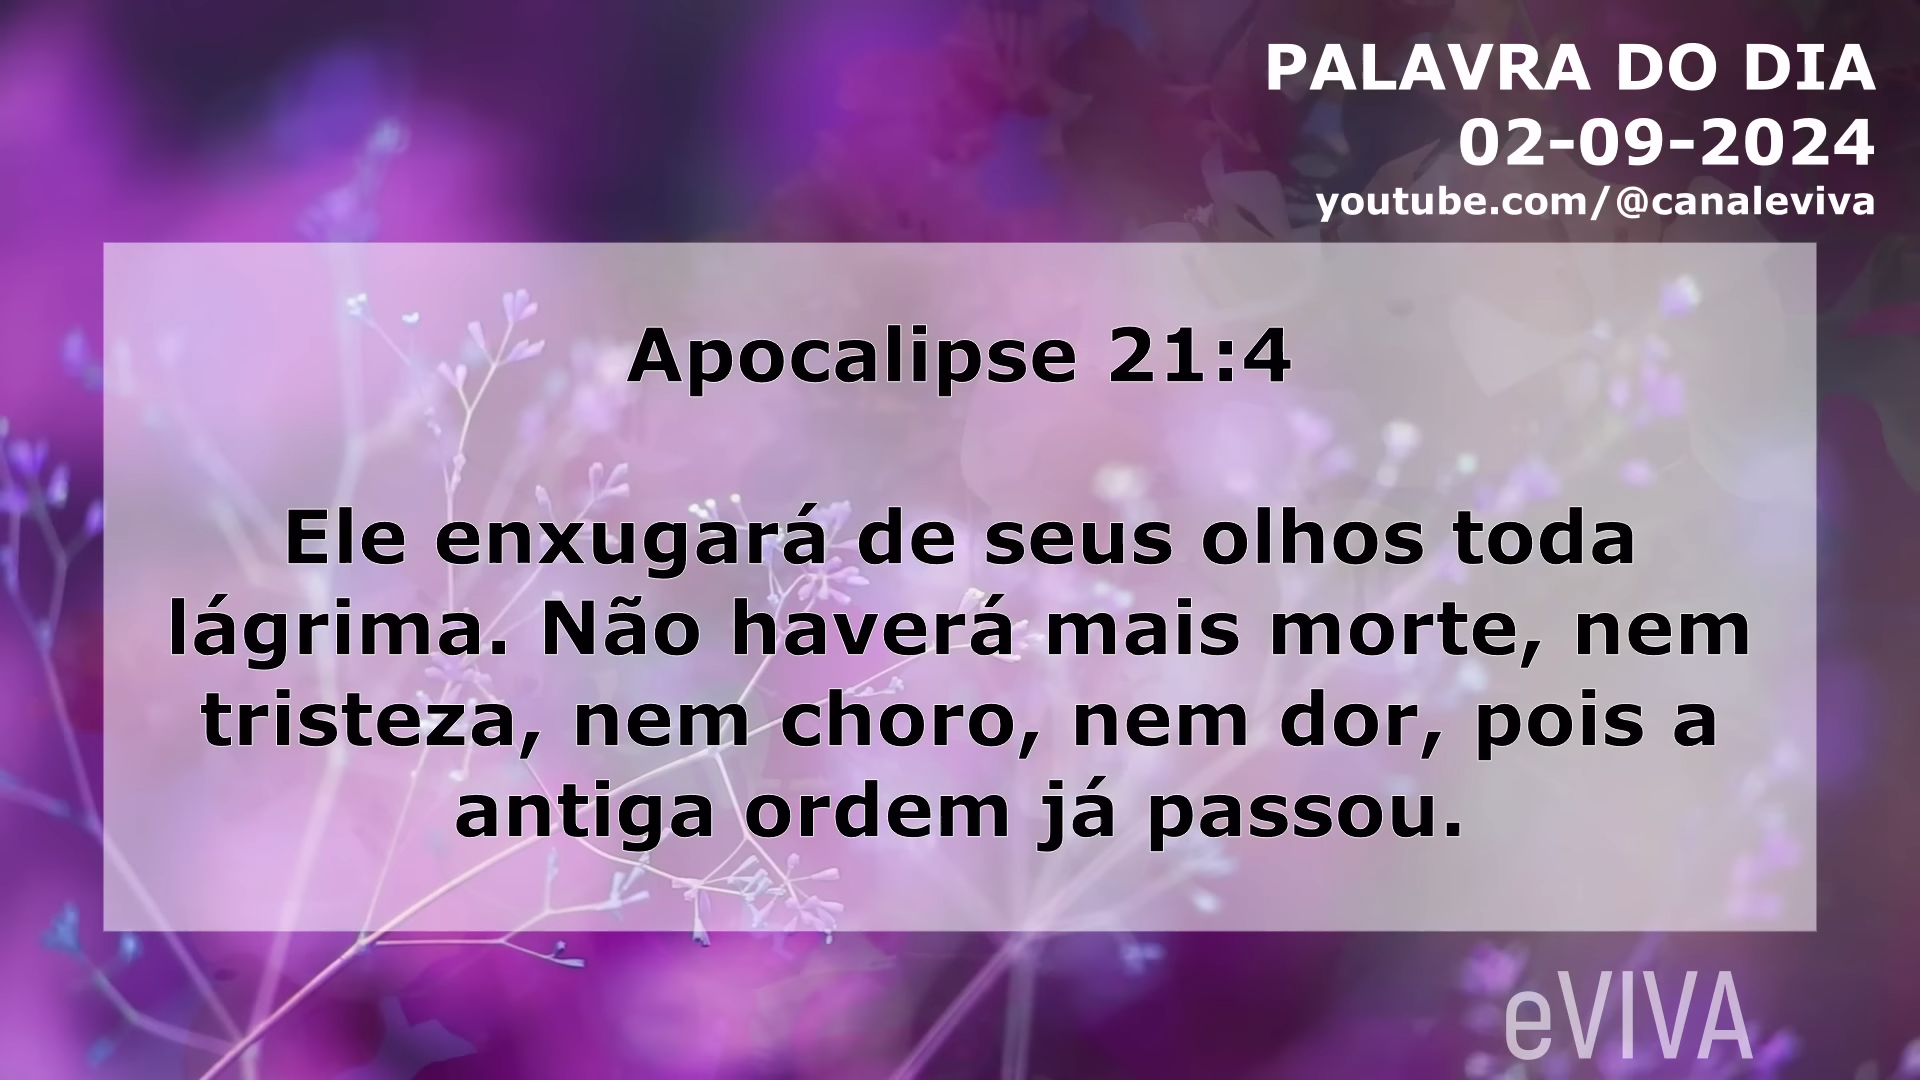 PALAVRA DO DIA
02-09-2024
youtube.com/@canaleviva
Apocalipse 21:4
Ele enxugará de seus olhos toda
lágrima. Não haverá mais morte, nem
tristeza, nem choro, nem dor, pois a
antiga ordem já passou.
eVIVA